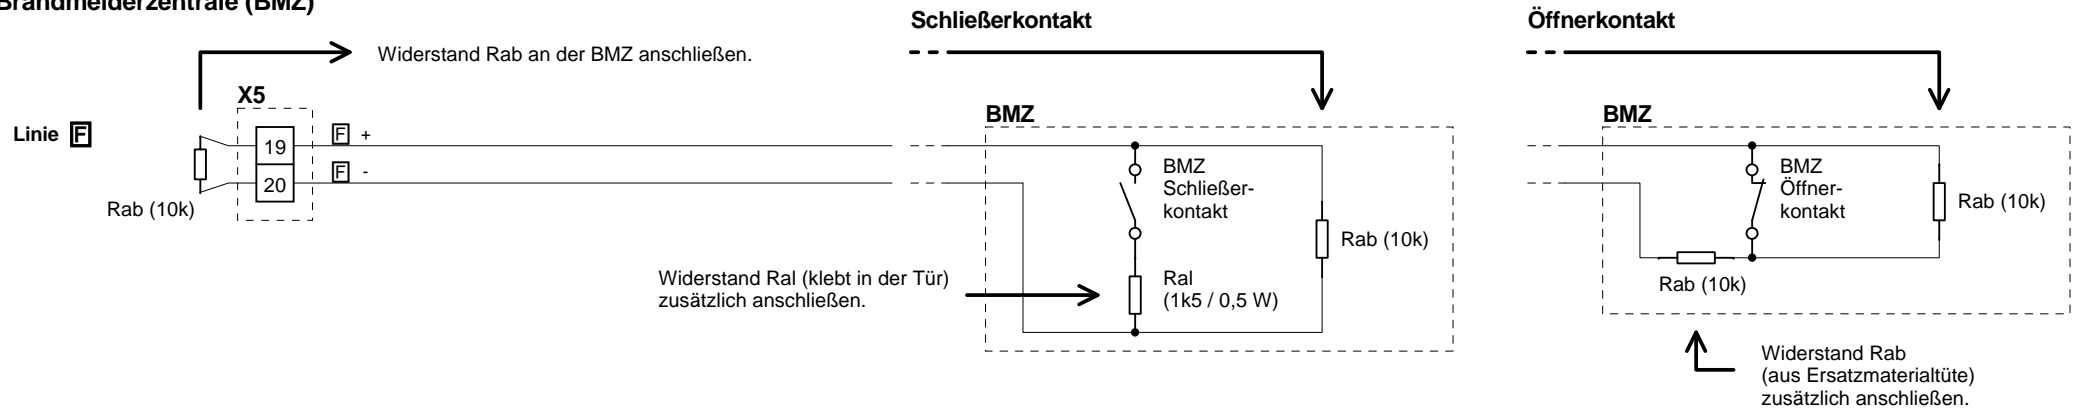 Brandmelderzentrale (BMZ)
Schließerkontakt
Öffnerkontakt
Widerstand Rab an der BMZ anschließen.
X5
Linie F
19
20
F +
F -
Rab (10k)
BMZ
BMZ
Schließer-
kontakt
Rab (10k)
Widerstand Ral (klebt in der Tür)
zusätzlich anschließen.
Ral
(1k5 / 0,5 W)
BMZ
BMZ
Öffner-
kontakt
Rab (10k)
Rab (10k)
Widerstand Rab
(aus Ersatzmaterialtüte)
zusätzlich anschließen.